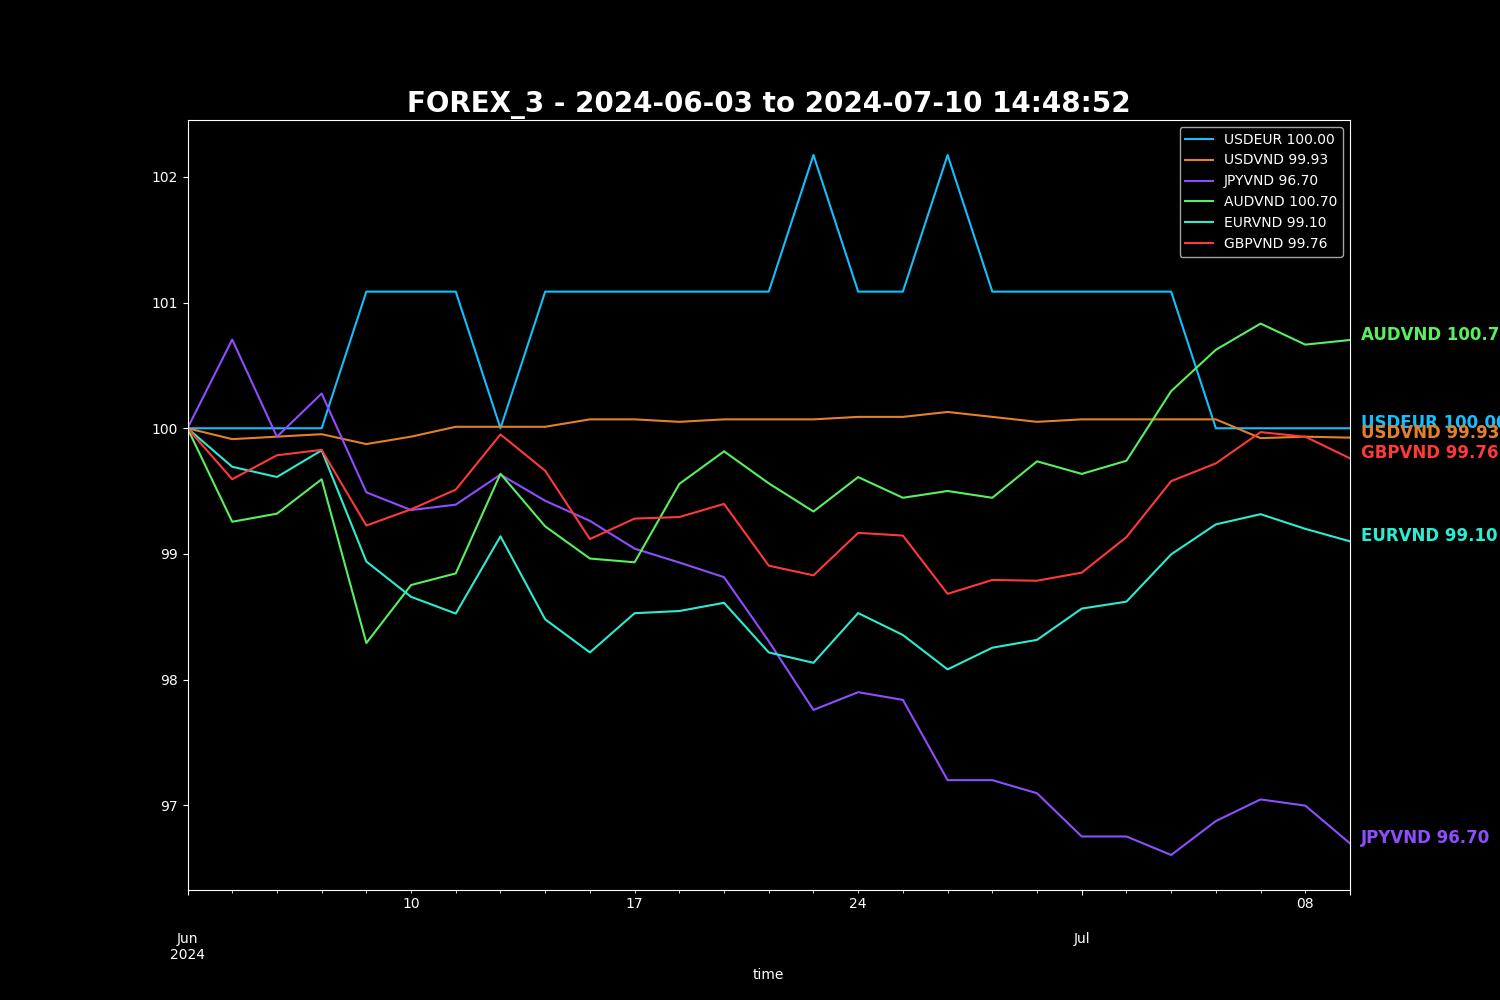 FOREX_3 - 2024-06-03 to 2024-07-10 14:48:52
USDEUR 100.00
USDVND 99.93
JPYVND 96.70
AUDVND 100.70
EURVND 99.10
GBPVND 99.76
102
101
100
99
98
97
AUDVND 100.7
USDEUR 100.00
USDVND 99.93
GBPVND 99.76
EURVND 99.10
JPYVND 96.70
10
17
24
08
Jun
Jul
2024
time